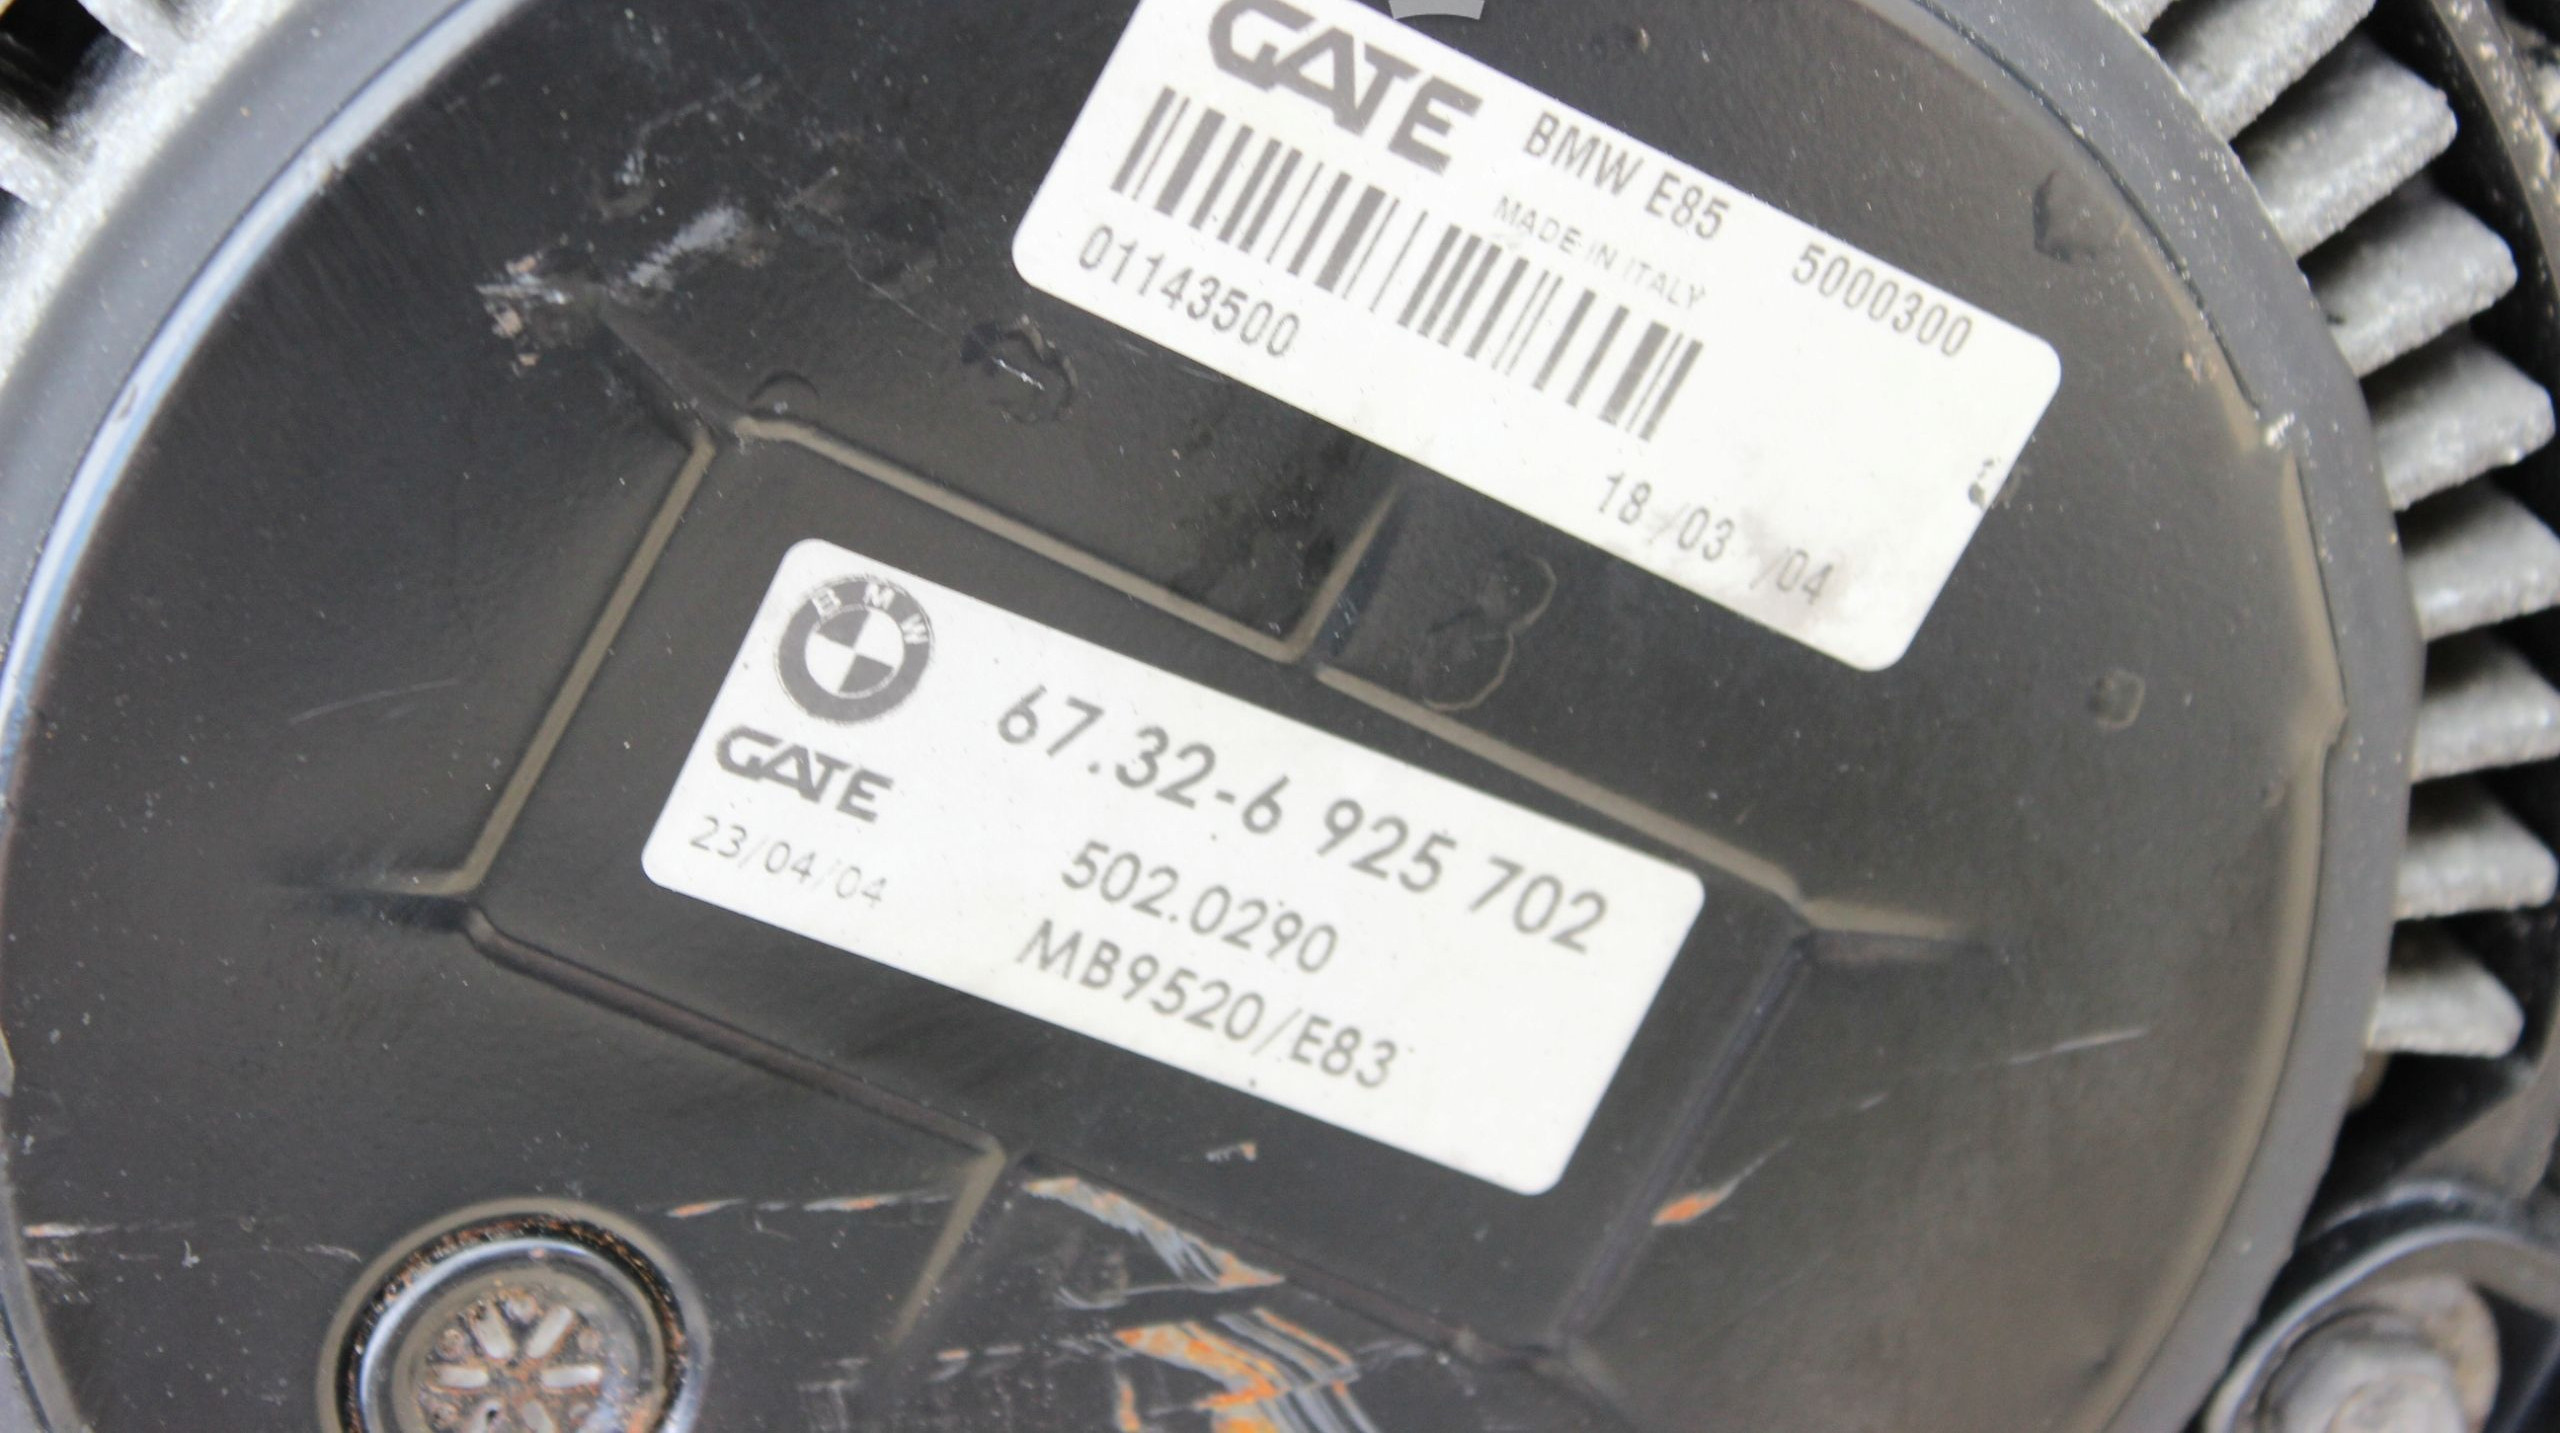 GATE
BMW E85 5000300
MADE IN ITALY
01143500
18/03/04
BMW
GATE
23/04/04
67.32-6 925 702
502.0290
MB9520/E83